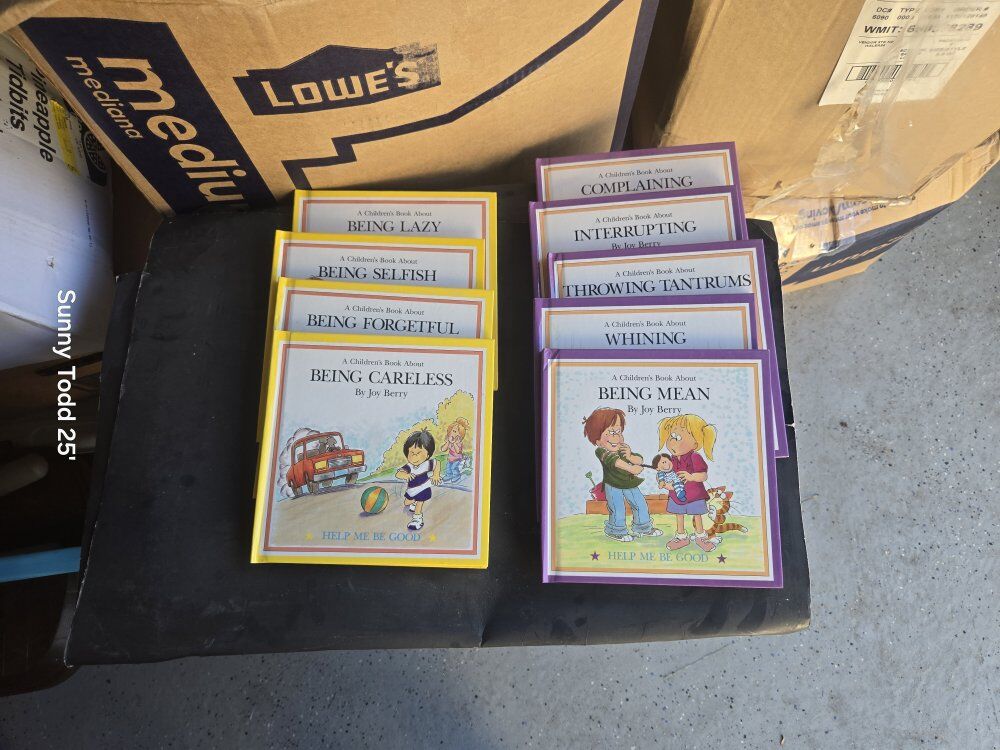 LOWE'S
medium
mediana
Pineapple
Tidbits
WMIT:
Sunny Todd 25'
A Children's Book About
BEING LAZY
A Children's Book About
BEING SELFISH
A Children's Book About
BEING FORGETFUL
A Children's Book About
BEING CARELESS
By Joy Berry
HELP ME BE GOOD
A Children's Book About
COMPLAINING
A Children's Book About
INTERRUPTING
By Joy Berry
A Children's Book About
THROWING TANTRUMS
A Children's Book About
WHINING
A Children's Book About
BEING MEAN
By Joy Berry
HELP ME BE GOOD